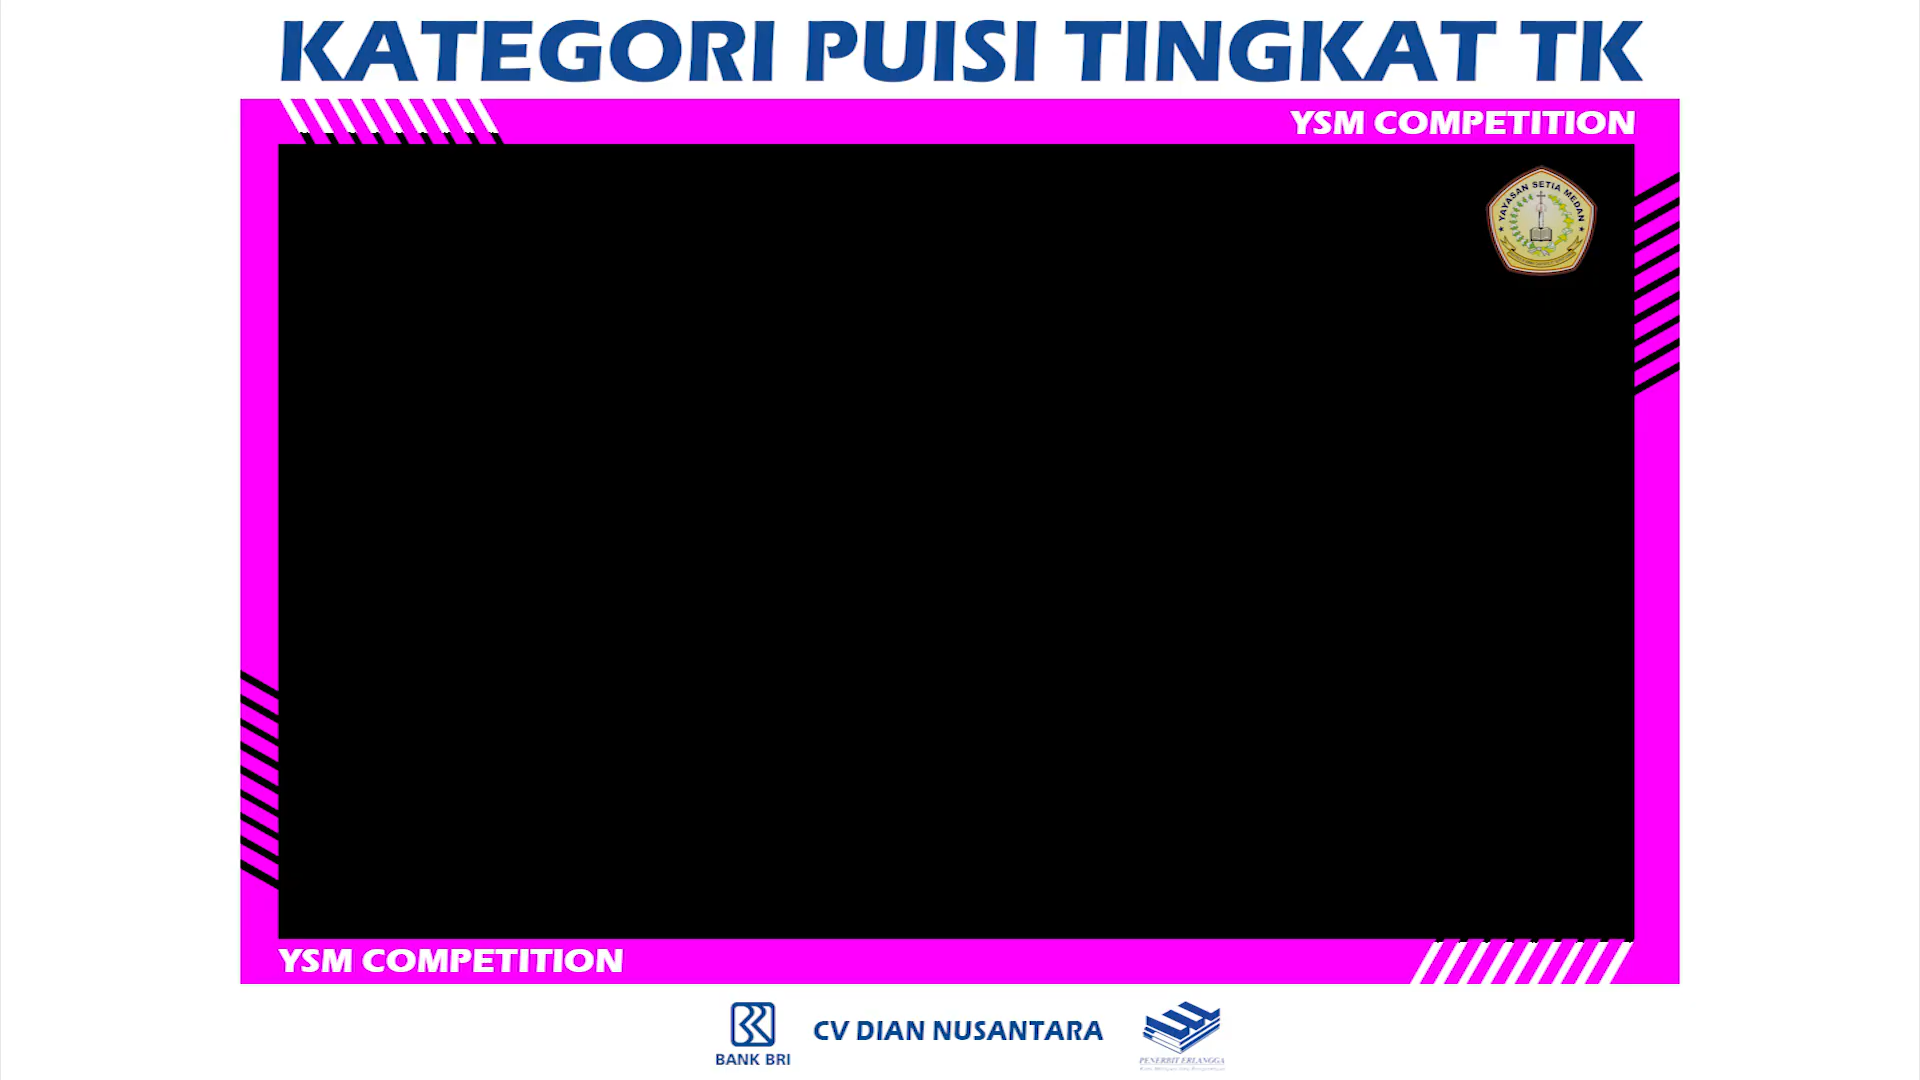 KATEGORI PUISI TINGKAT TK
YSM COMPETITION
YAYASAN SETIA MEDAN
YSM COMPETITION
BANK BRI
CV DIAN NUSANTARA
PENERBIT ERLANGGA